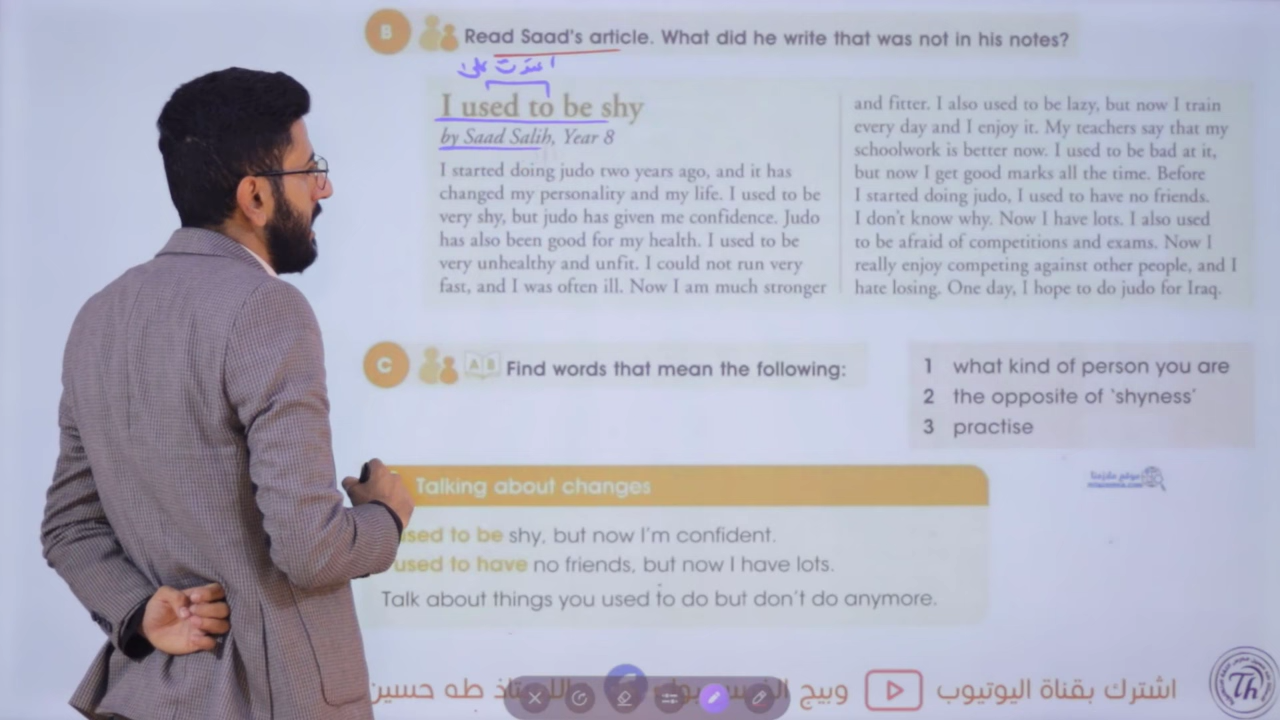 B Read Saad's article. What did he write that was not in his notes?
اعتدت على
I used to be shy
by Saad Salih, Year 8
I started doing judo two years ago, and it has
changed my personality and my life. I used to be
very shy, but judo has given me confidence. Judo
has also been good for my health. I used to be
very unhealthy and unfit. I could not run very
fast, and I was often ill. Now I am much stronger
and fitter. I also used to be lazy, but now I train
every day and I enjoy it. My teachers say that my
schoolwork is better now. I used to be bad at it,
but now I get good marks all the time. Before
I started doing judo, I used to have no friends.
I don't know why. Now I have lots. I also used
to be afraid of competitions and exams. Now I
really enjoy competing against other people, and I
hate losing. One day, I hope to do judo for Iraq.
C A B Find words that mean the following:
1 what kind of person you are
2 the opposite of 'shyness'
3 practise
موقع ملازمنا
Talking about changes
used to be shy, but now I'm confident.
used to have no friends, but now I have lots.
Talk about things you used to do but don't do anymore.
اشترك بقناة اليوتيوب وبيج طه حسين
Th